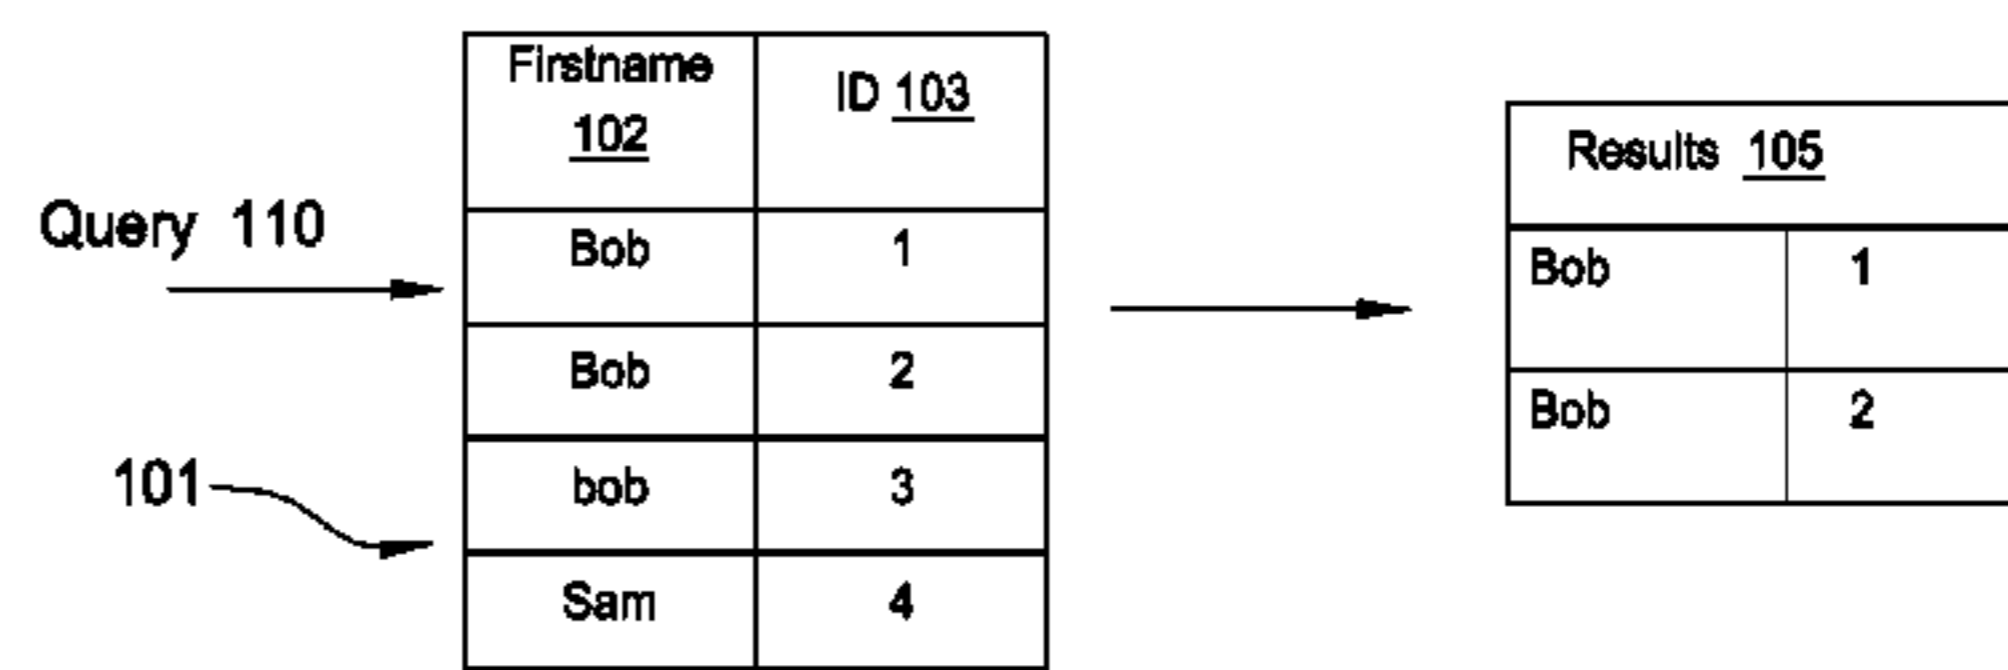 Query 110
101
Firstname
102
ID 103
Bob 1
Bob 2
bob 3
Sam 4
Results 105
Bob 1
Bob 2